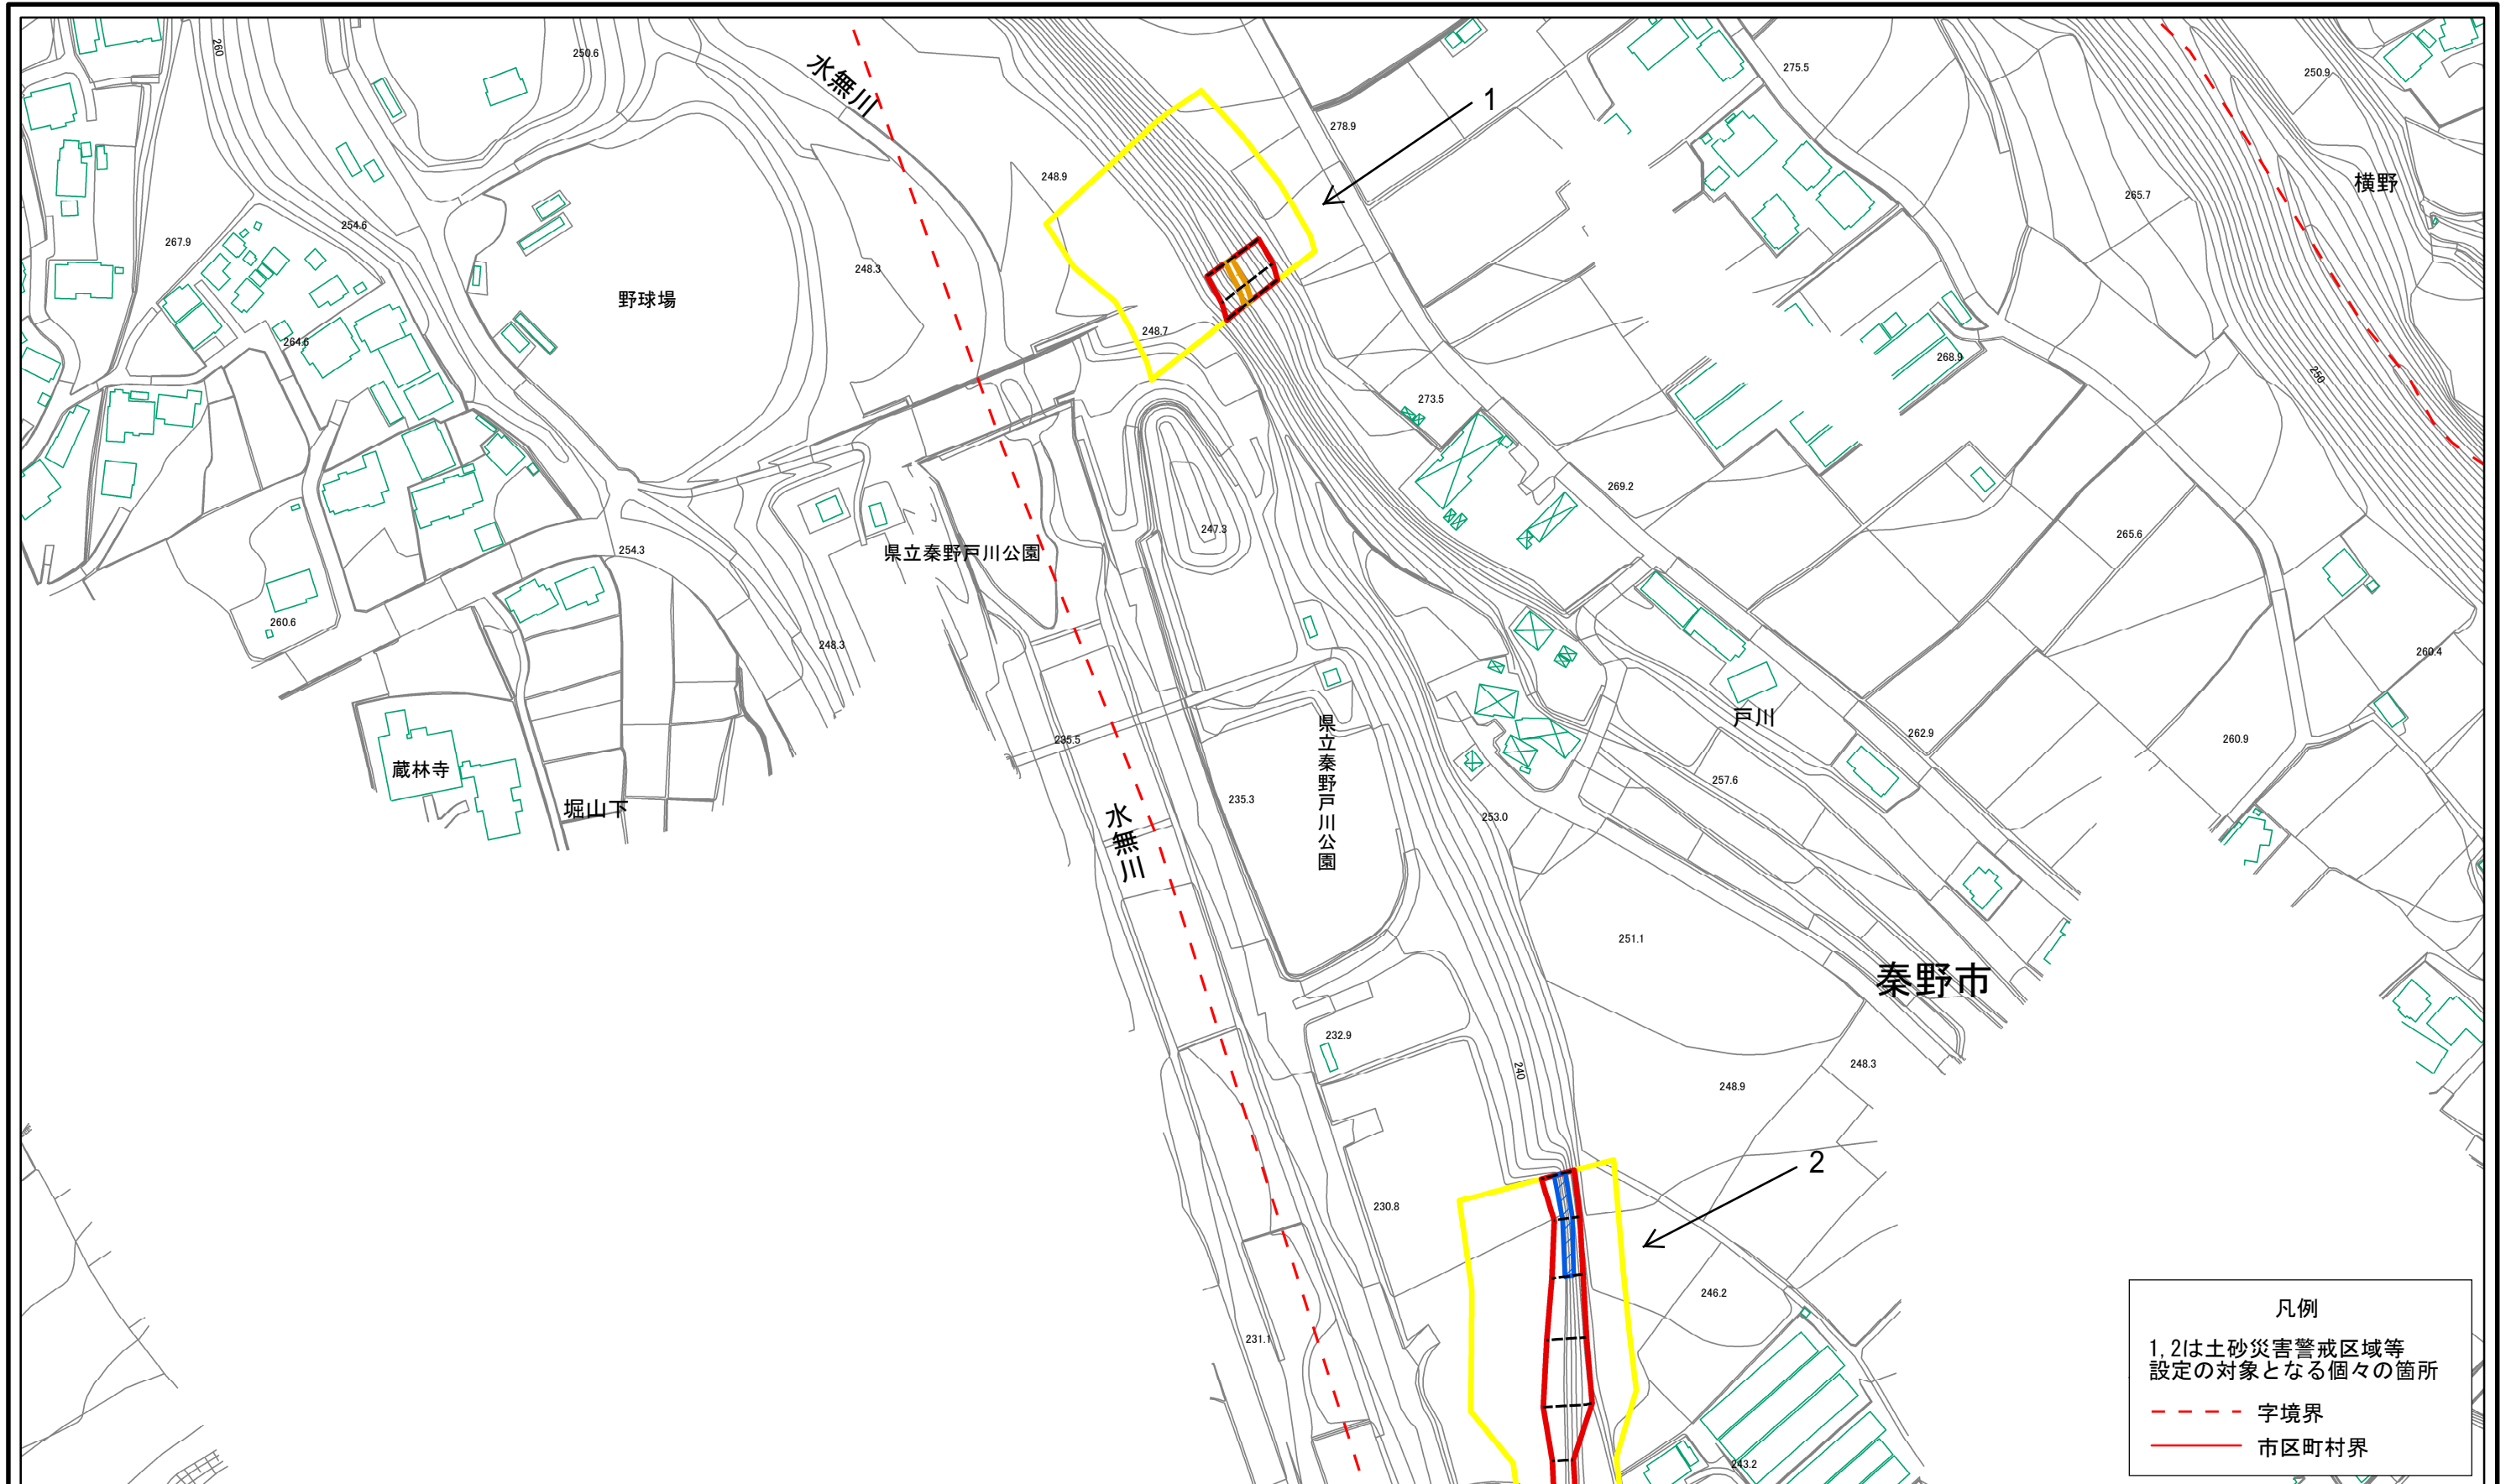 260
250.6
水無川
1
275.5
250.9
278.9
248.9
横野
265.7
267.9
254.6
248.3
野球場
248.7
264.6
268.9
250
273.5
269.2
247.3
265.6
254.3
県立秦野戸川公園
260.6
248.3
260.4
戸川
235.5
県立秦野戸川公園
262.9
260.9
蔵林寺
257.6
堀山下
水無川
235.3
253.0
251.1
秦野市
232.9
240
248.9
248.3
2
230.8
246.2
231.1
243.2
凡例
1,2は土砂災害警戒区域等
設定の対象となる個々の箇所
字境界
市区町村界